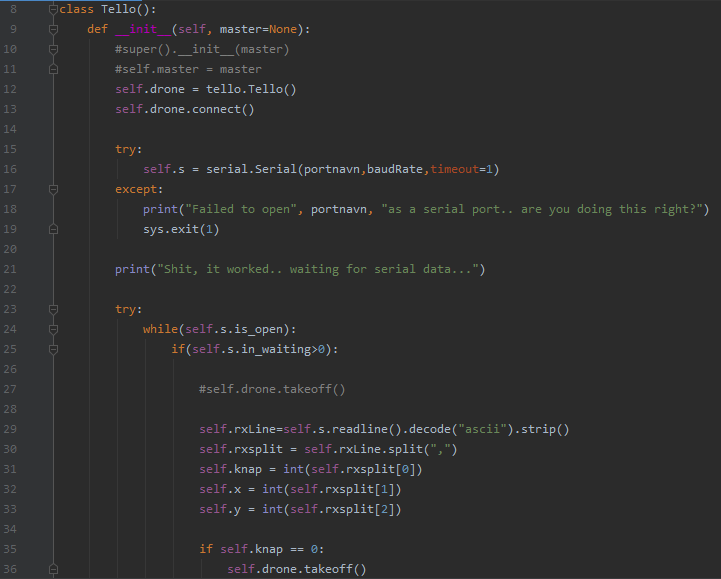 8 class Tello():
9 def __init__(self, master=None):
10 #super().__init__(master)
11 #self.master = master
12 self.drone = tello.Tello()
13 self.drone.connect()
14
15 try:
16 self.s = serial.Serial(portnavn,baudRate,timeout=1)
17 except:
18 print("Failed to open", portnavn, "as a serial port.. are you doing this right?")
19 sys.exit(1)
20
21 print("Shit, it worked.. waiting for serial data...")
22
23 try:
24 while(self.s.is_open):
25 if(self.s.in_waiting>0):
26
27 #self.drone.takeoff()
28
29 self.rxLine=self.s.readline().decode("ascii").strip()
30 self.rxsplit = self.rxLine.split(",")
31 self.knap = int(self.rxsplit[0])
32 self.x = int(self.rxsplit[1])
33 self.y = int(self.rxsplit[2])
34
35 if self.knap == 0:
36 self.drone.takeoff()